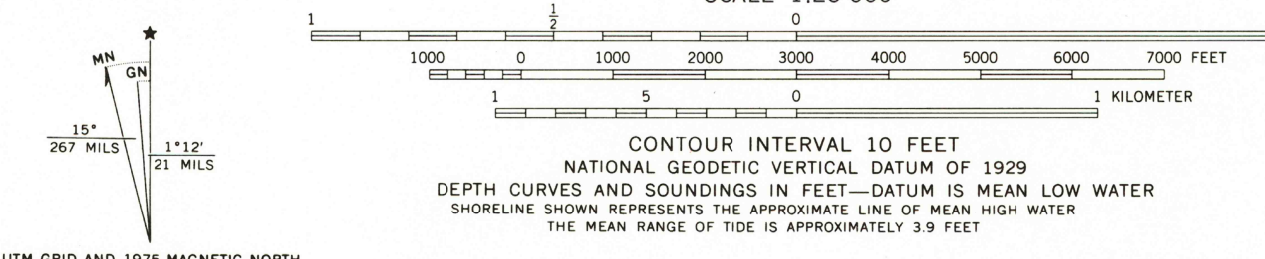 1 ½ 0
1000 0 1000 2000 3000 4000 5000 6000 7000 FEET
1 5 0 1 KILOMETER
★
MN
GN
15°
267 MILS
1°12'
21 MILS
CONTOUR INTERVAL 10 FEET
NATIONAL GEODETIC VERTICAL DATUM OF 1929
DEPTH CURVES AND SOUNDINGS IN FEET—DATUM IS MEAN LOW WATER
SHORELINE SHOWN REPRESENTS THE APPROXIMATE LINE OF MEAN HIGH WATER
THE MEAN RANGE OF TIDE IS APPROXIMATELY 3.9 FEET
UTM GRID AND 1975 MAGNETIC NORTH